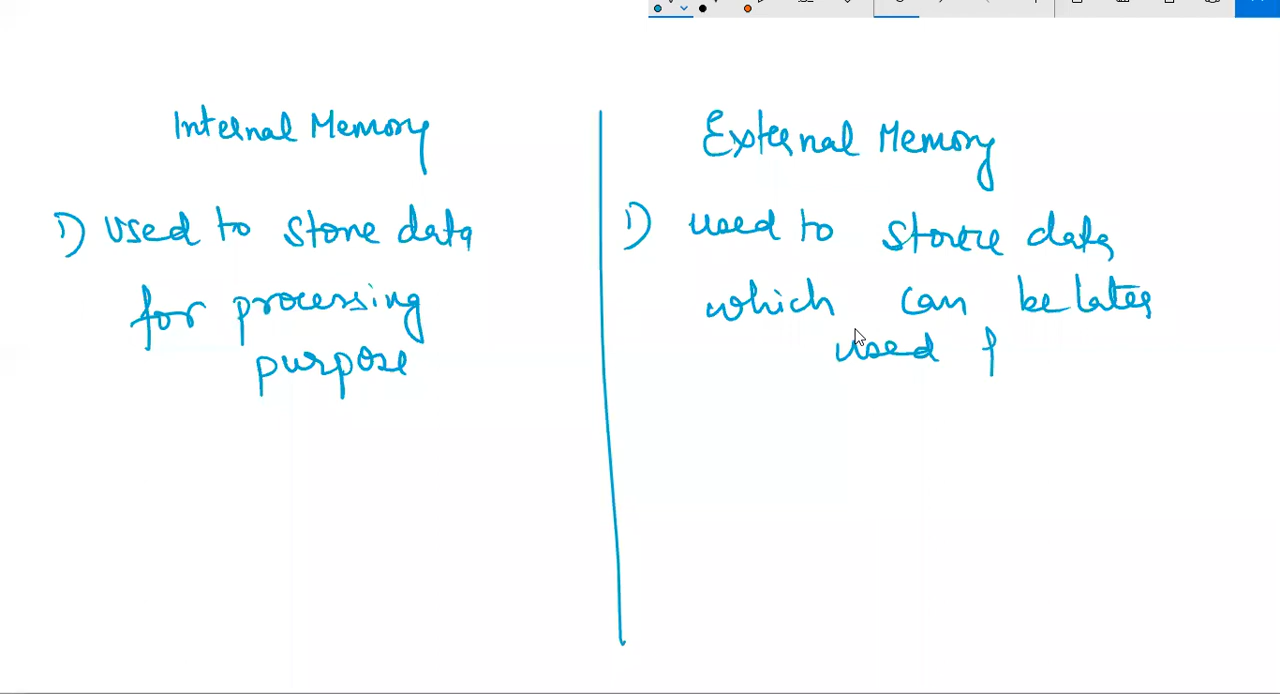 Internal Memory
1) used to store data
for processing
purpose
External Memory
1) used to store data
which can be later
used f